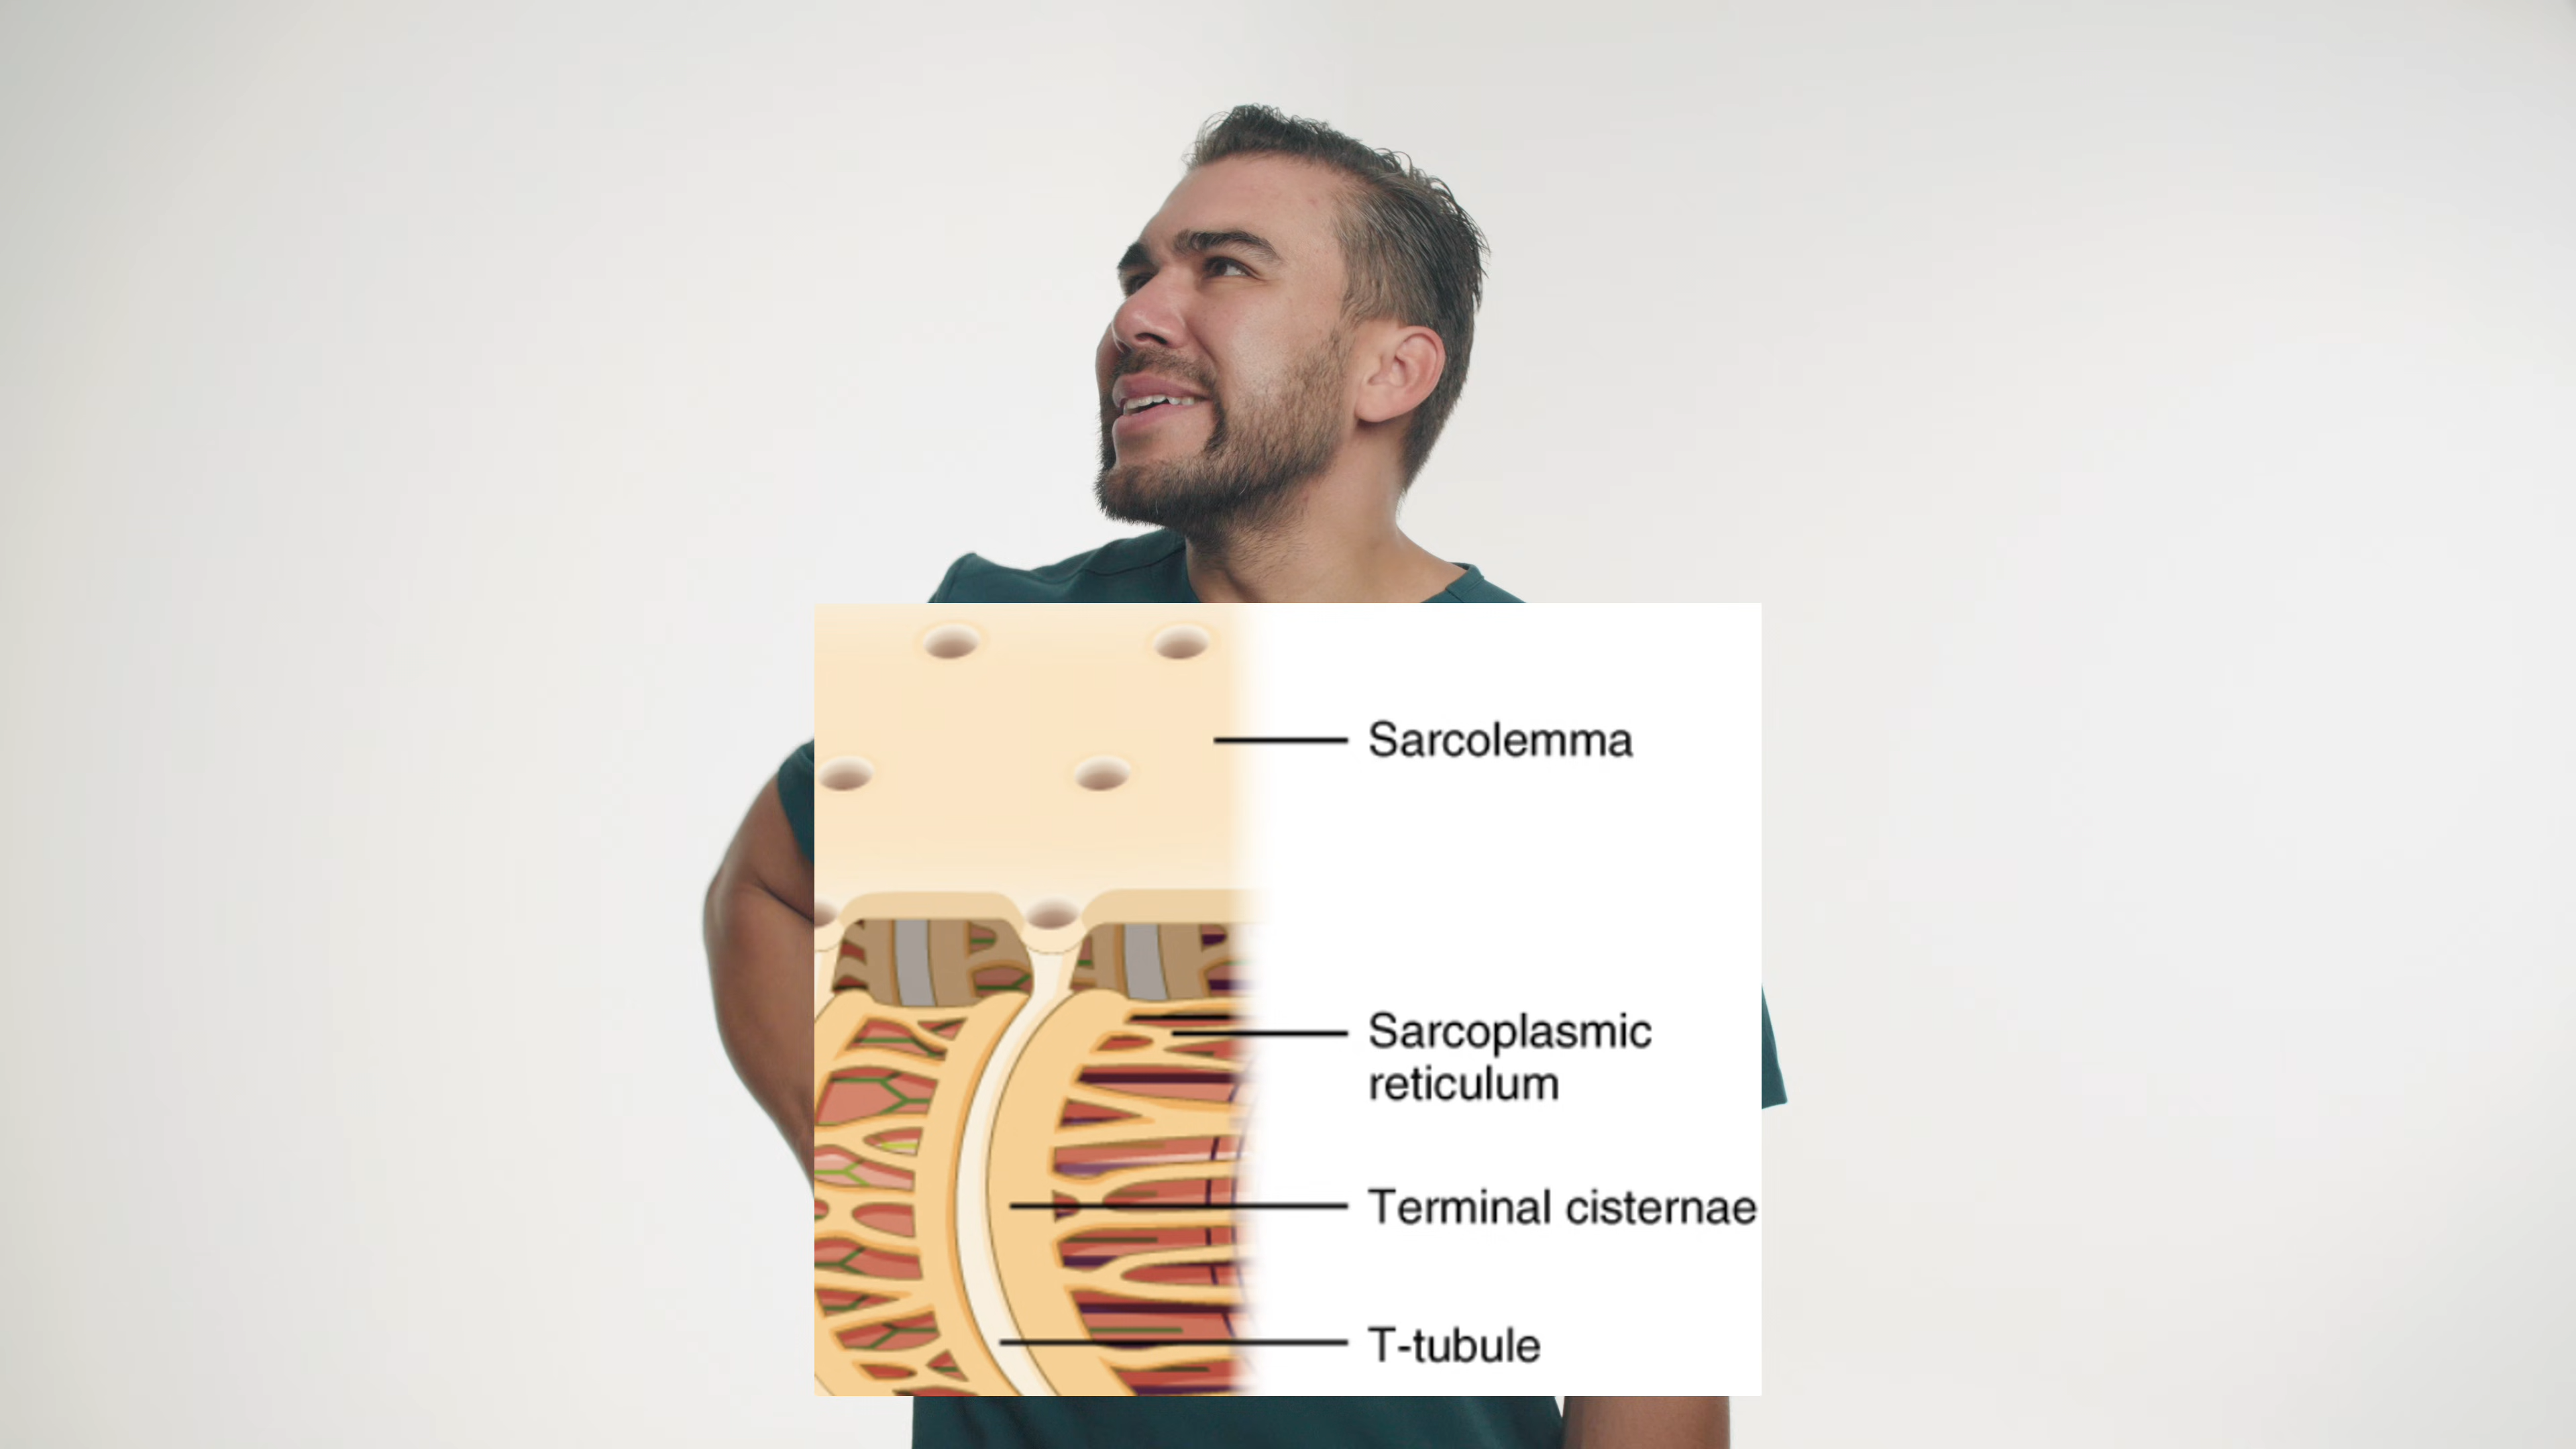 Sarcolemma
Sarcoplasmic
reticulum
Terminal cisternae
T-tubule